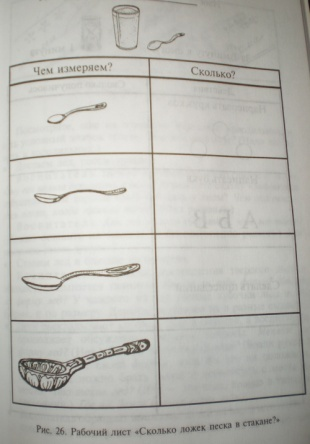 Чем измеряем? Сколько?
Рис. 26. Рабочий лист «Сколько ложек песка в стакане?»